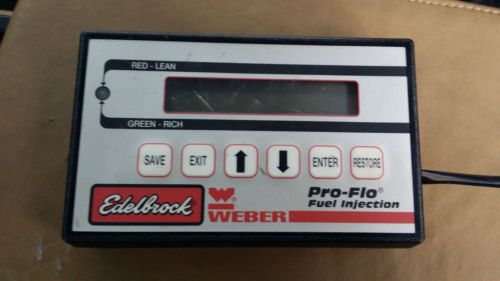 RED - LEAN
GREEN - RICH
SAVE EXIT ENTER RESTORE
Edelbrock
W®
WEBER
Pro-Flo®
Fuel Injection